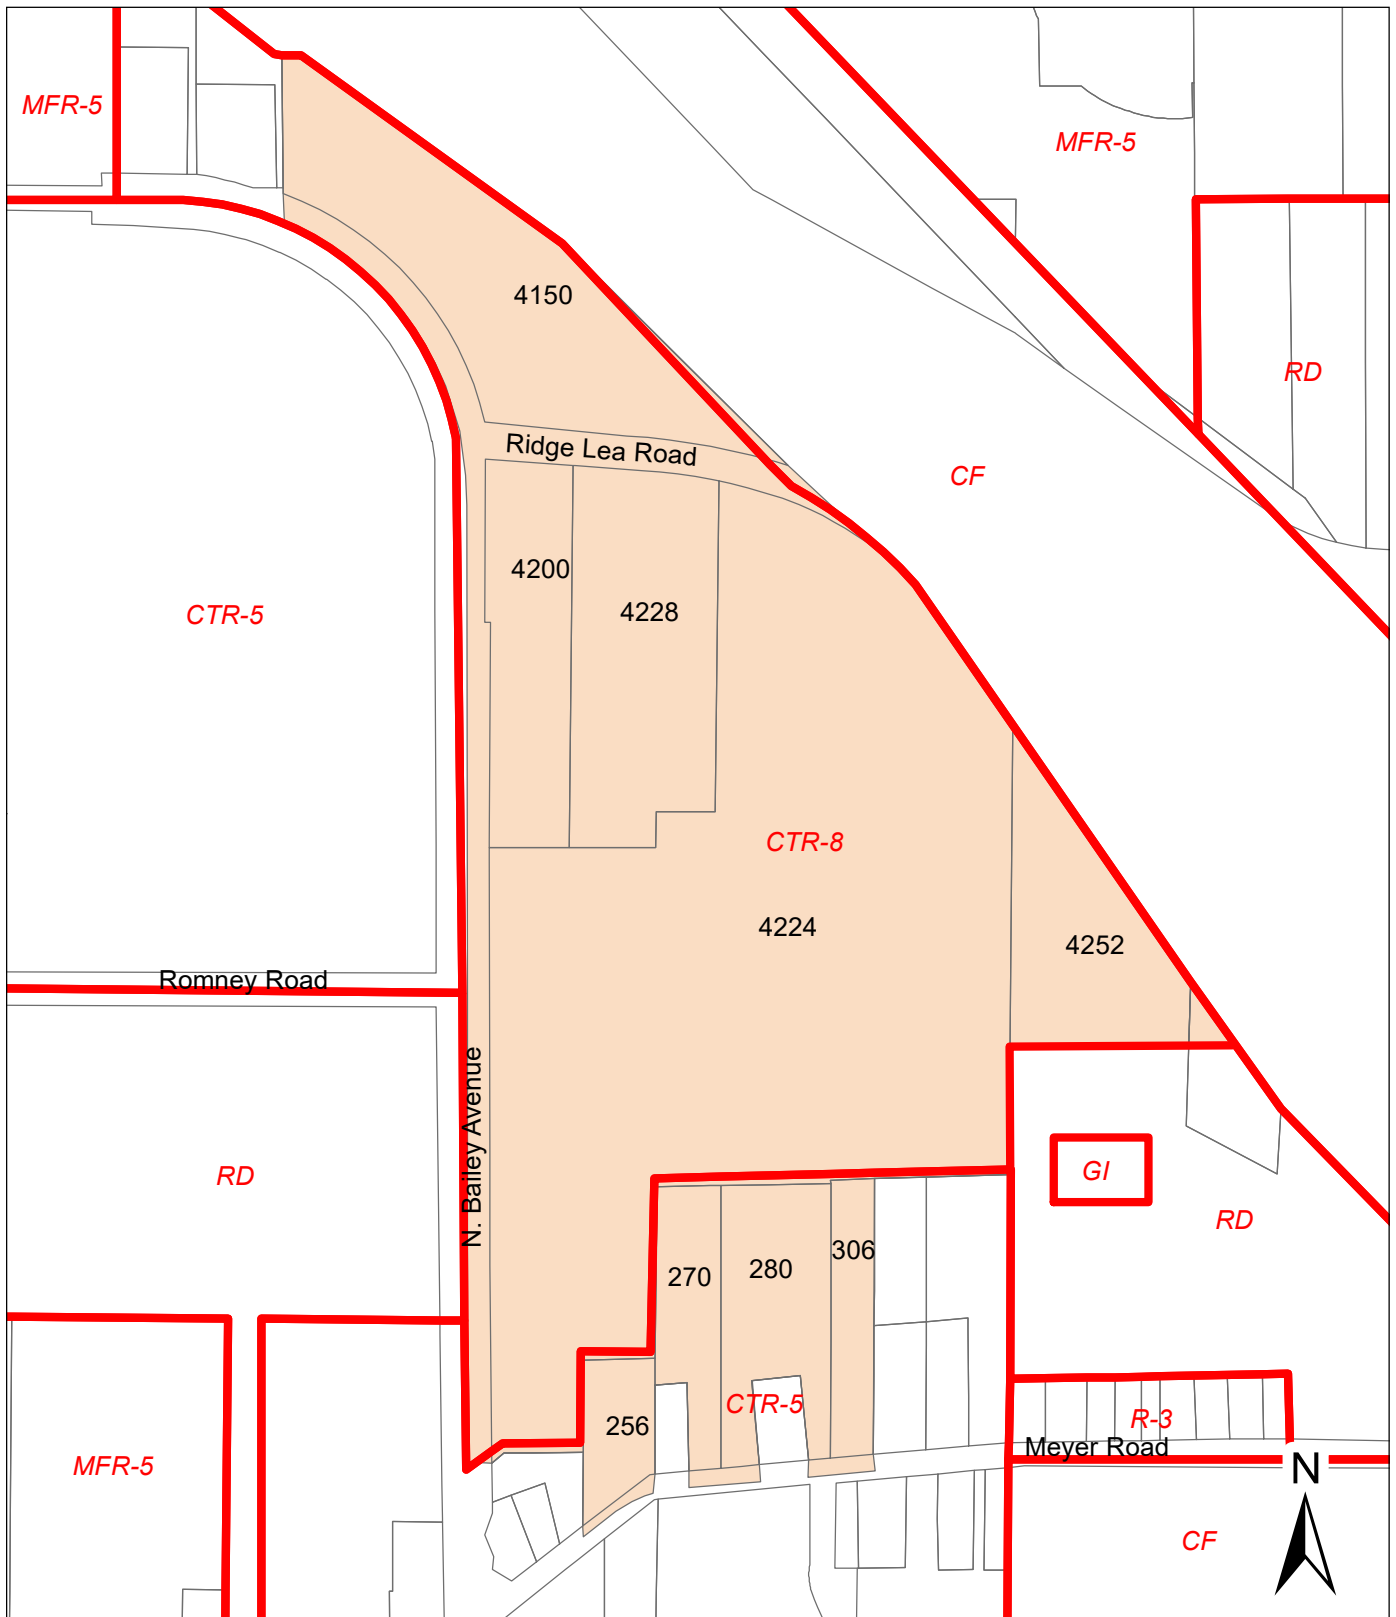 MFR-5
MFR-5
4150
RD
Ridge Lea Road
CF
4200
4228
CTR-5
CTR-8
4224
4252
Romney Road
N. Bailey Avenue
RD
GI
RD
306
280
270
CTR-5
R-3
256
Meyer Road
MFR-5
N
CF